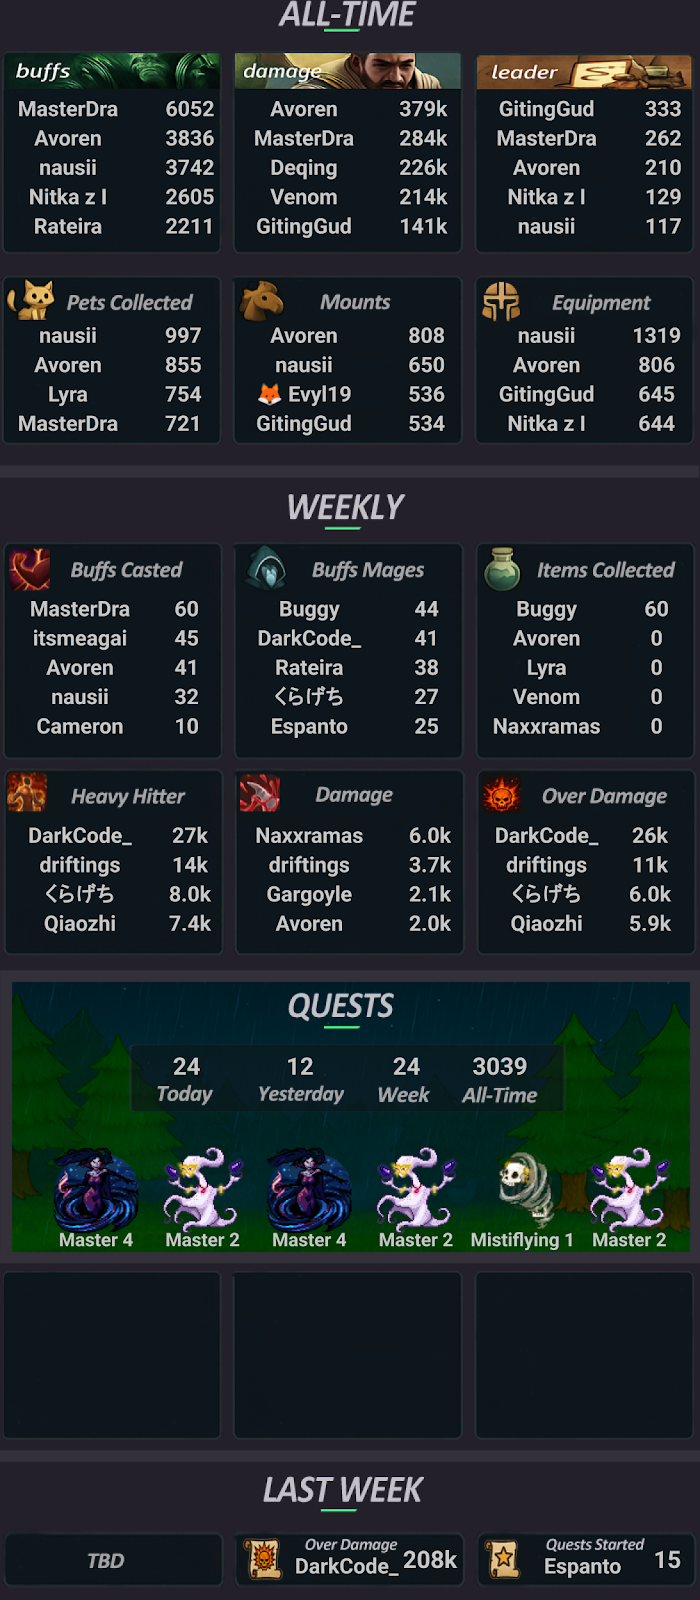 ALL-TIME
buffs
MasterDra 6052
Avoren 3836
nausii 3742
Nitka z I 2605
Rateira 2211
damage
Avoren 379k
MasterDra 284k
Deqing 226k
Venom 214k
GitingGud 141k
leader
GitingGud 333
MasterDra 262
Avoren 210
Nitka z I 129
nausii 117
Pets Collected
nausii 997
Avoren 855
Lyra 754
MasterDra 721
Mounts
Avoren 808
nausii 650
🦊 Evyl19 536
GitingGud 534
Equipment
nausii 1319
Avoren 806
GitingGud 645
Nitka z I 644
WEEKLY
Buffs Casted
MasterDra 60
itsmeagai 45
Avoren 41
nausii 32
Cameron 10
Buffs Mages
Buggy 44
DarkCode_ 41
Rateira 38
くらげち 27
Espanto 25
Items Collected
Buggy 60
Avoren 0
Lyra 0
Venom 0
Naxxramas 0
Heavy Hitter
DarkCode_ 27k
driftings 14k
くらげち 8.0k
Qiaozhi 7.4k
Damage
Naxxramas 6.0k
driftings 3.7k
Gargoyle 2.1k
Avoren 2.0k
Over Damage
DarkCode_ 26k
driftings 11k
くらげち 6.0k
Qiaozhi 5.9k
QUESTS
24 12 24 3039
Today Yesterday Week All-Time
Master 4 Master 2 Master 4 Master 2 Mistiflying 1 Master 2
LAST WEEK
TBD
Over Damage
DarkCode_ 208k
Quests Started
Espanto 15